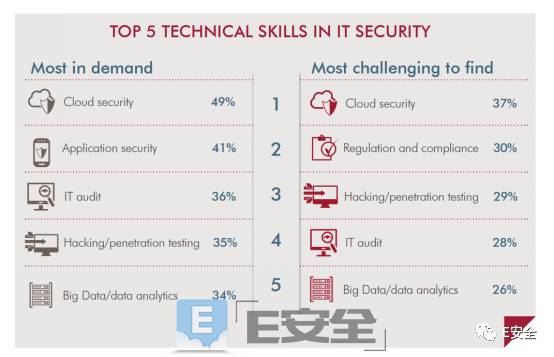 TOP 5 TECHNICAL SKILLS IN IT SECURITY
Most in demand
Most challenging to find
Cloud security 49% 1 Cloud security 37%
Application security 41% 2 Regulation and compliance 30%
IT audit 36% 3 Hacking/penetration testing 29%
Hacking/penetration testing 35% 4 IT audit 28%
Big Data/data analytics 34% 5 Big Data/data analytics 26%
E E安全
E安全